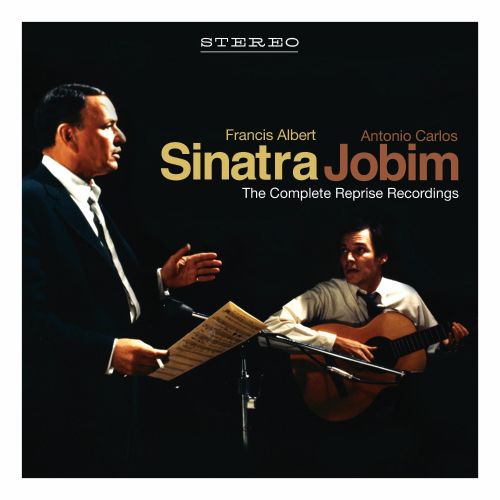 STEREO
Francis Albert Antonio Carlos
Sinatra Jobim
The Complete Reprise Recordings